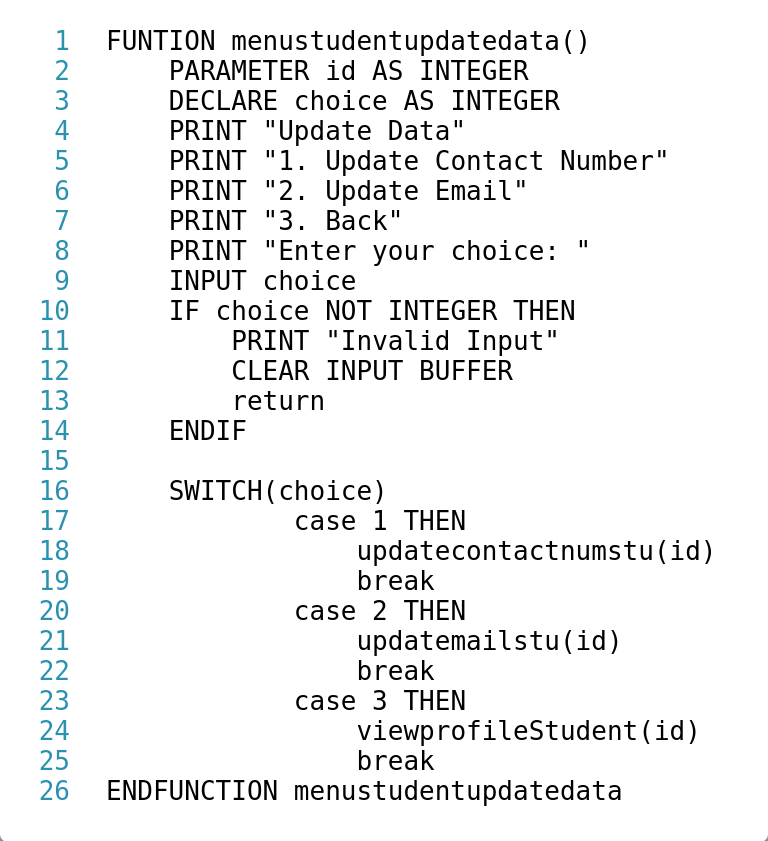 1 FUNTION menustudentupdatedata()
2     PARAMETER id AS INTEGER
3     DECLARE choice AS INTEGER
4     PRINT "Update Data"
5     PRINT "1. Update Contact Number"
6     PRINT "2. Update Email"
7     PRINT "3. Back"
8     PRINT "Enter your choice: "
9     INPUT choice
10     IF choice NOT INTEGER THEN
11         PRINT "Invalid Input"
12         CLEAR INPUT BUFFER
13         return
14     ENDIF
15
16     SWITCH(choice)
17             case 1 THEN
18                 updatecontactnumstu(id)
19                 break
20             case 2 THEN
21                 updatemailstu(id)
22                 break
23             case 3 THEN
24                 viewprofileStudent(id)
25                 break
26 ENDFUNCTION menustudentupdatedata